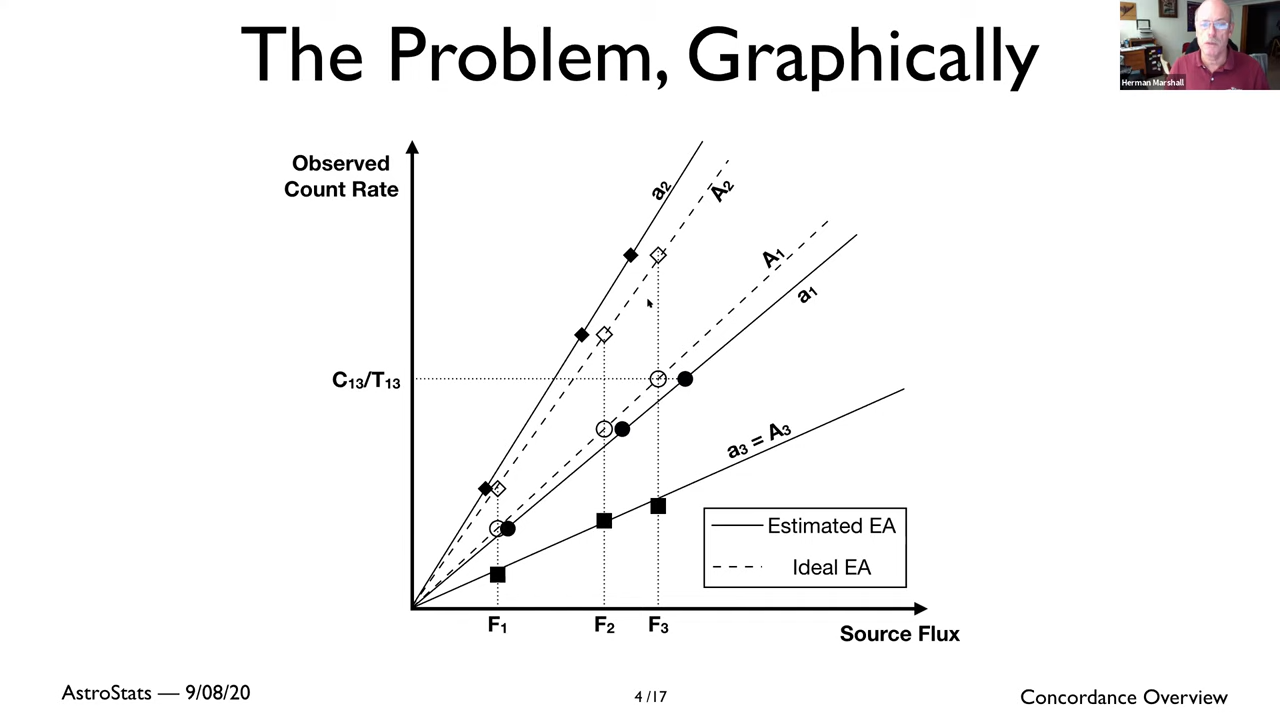 The Problem, Graphically
Herman Marshall
Observed
Count Rate
a₂
A₂
A₁
a₁
C₁₃/T₁₃
a₃ = A₃
Estimated EA
Ideal EA
F₁
F₂
F₃
Source Flux
AstroStats — 9/08/20
4 /17
Concordance Overview